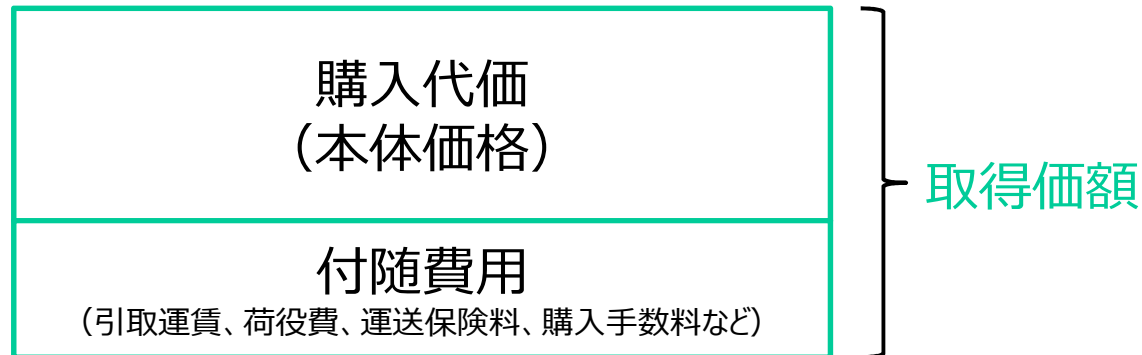 購入代価
（本体価格）
取得価額
付随費用
（引取運賃、荷役費、運送保険料、購入手数料など）